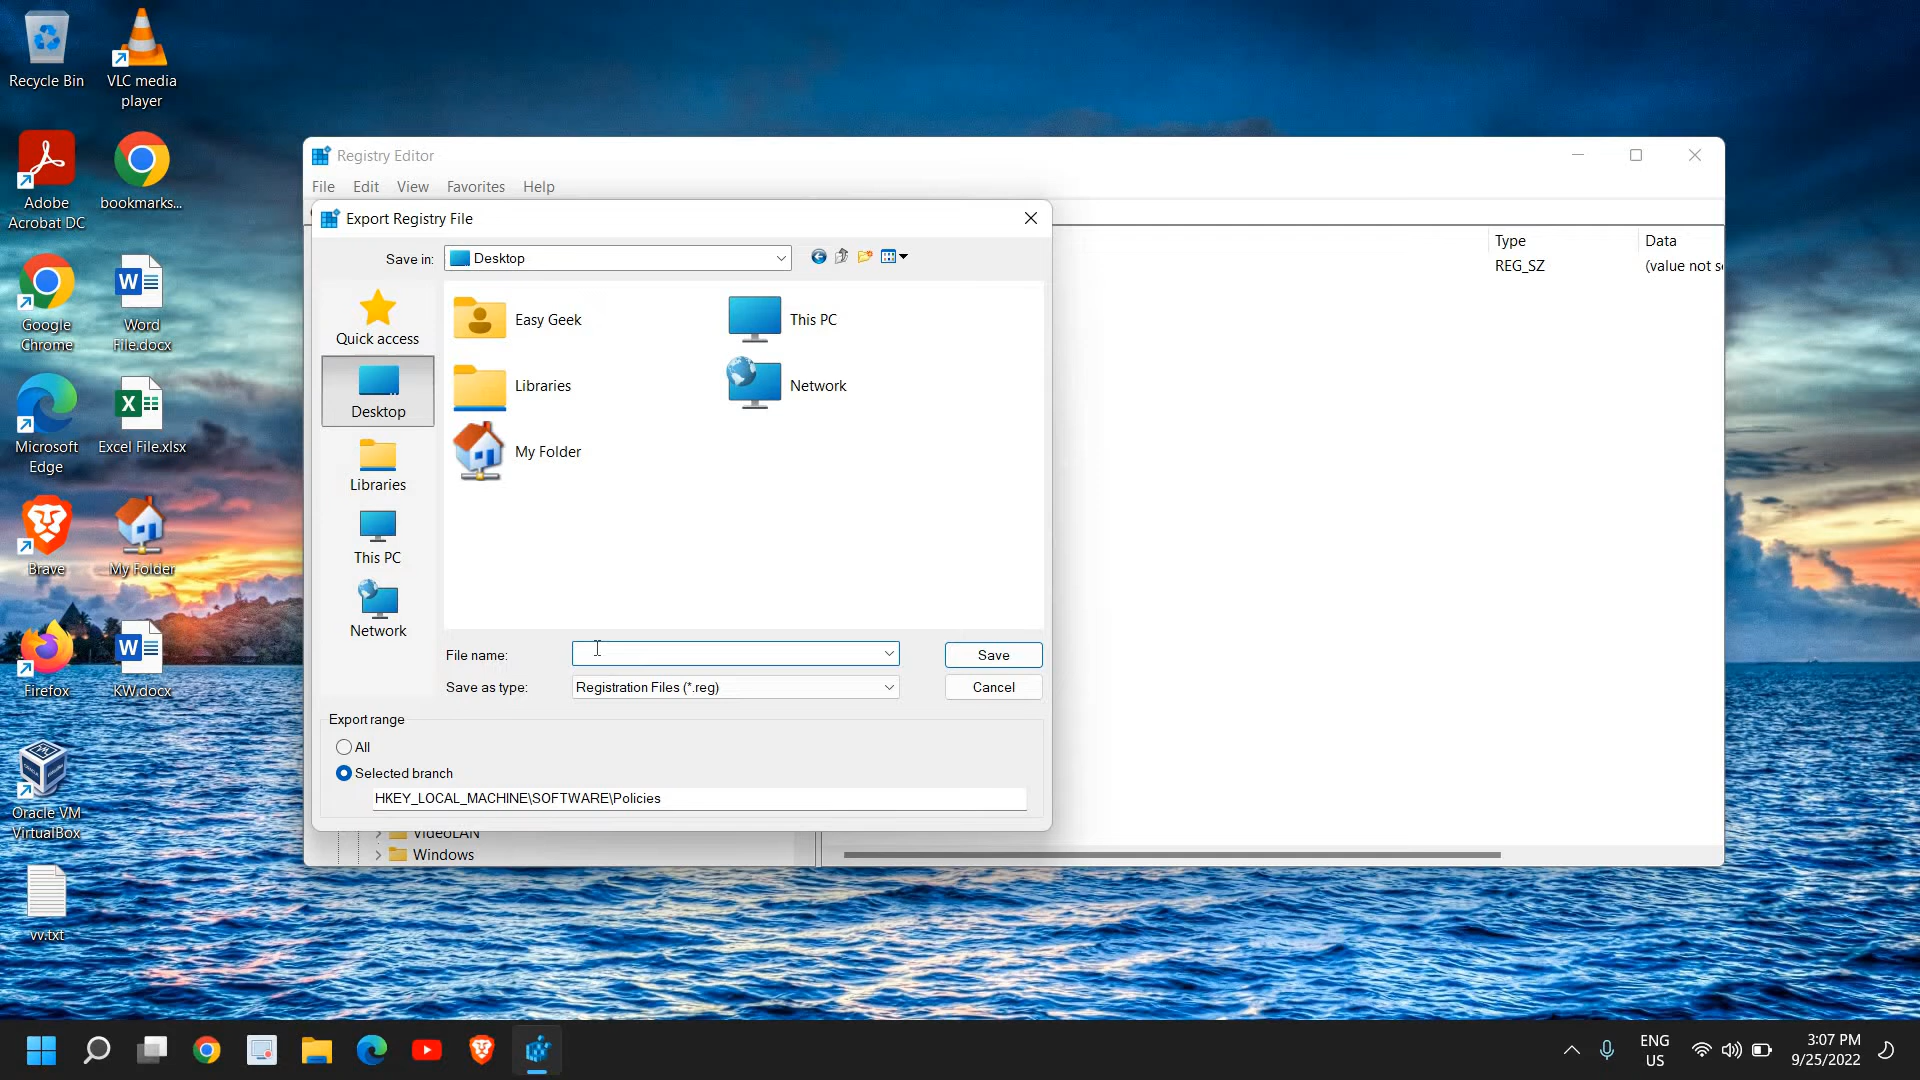 Recycle Bin
VLC media
player
Adobe
Acrobat DC
bookmarks...
Google
Chrome
Word
File.docx
Microsoft
Edge
Excel File.xlsx
Brave
My Folder
Firefox
KW.docx
Oracle VM
VirtualBox
vv.txt
Registry Editor
File Edit View Favorites Help
Export Registry File
Save in: Desktop
Quick access
Desktop
Libraries
This PC
Network
Easy Geek
This PC
Libraries
Network
My Folder
File name:
Save
Save as type: Registration Files (*.reg)
Cancel
Export range
All
Selected branch
HKEY_LOCAL_MACHINE\SOFTWARE\Policies
VideoLAN
Windows
Type Data
REG_SZ (value not s
ENG
US
3:07 PM
9/25/2022